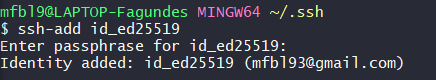 mfbl9@LAPTOP-Fagundes MINGW64 ~/.ssh
$ ssh-add id_ed25519
Enter passphrase for id_ed25519:
Identity added: id_ed25519 (mfbl93@gmail.com)